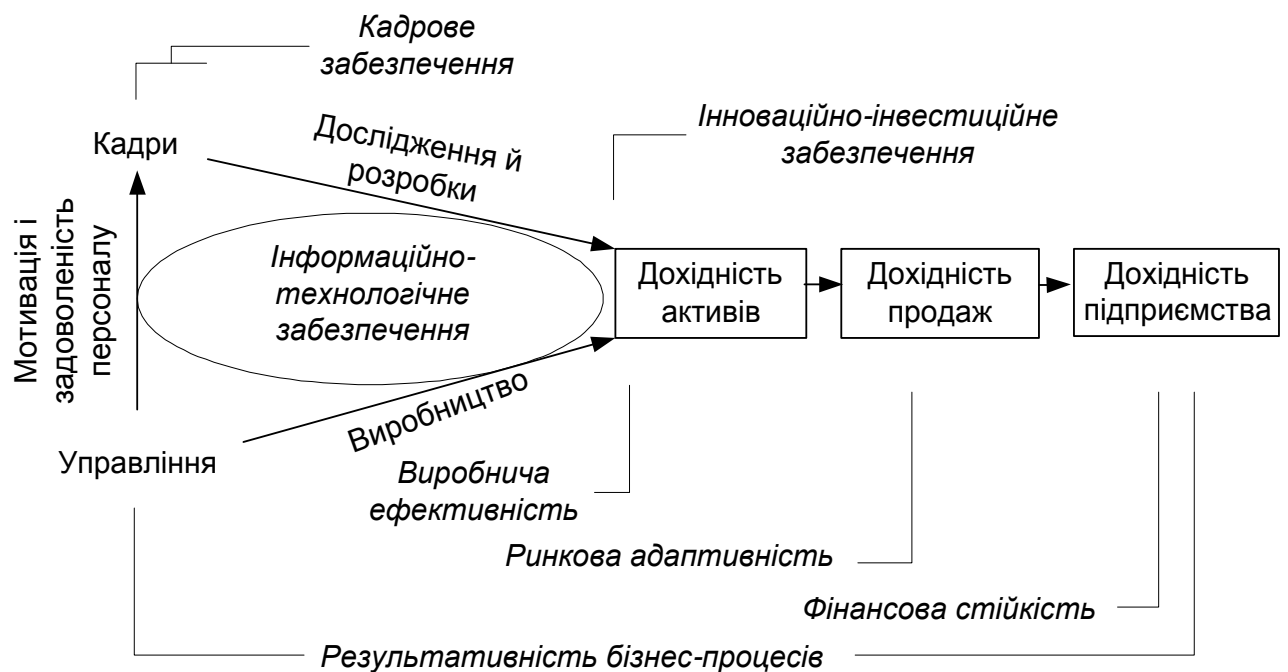 Кадрове
забезпечення
Кадри
Дослідження й
розробки
Інноваційно-інвестиційне
забезпечення
Мотивація і
задоволеність
персоналу
Інформаційно-
технологічне
забезпечення
Дохідність
активів
Дохідність
продаж
Дохідність
підприємства
Виробництво
Управління
Виробнича
ефективність
Ринкова адаптивність
Фінансова стійкість
Результативність бізнес-процесів